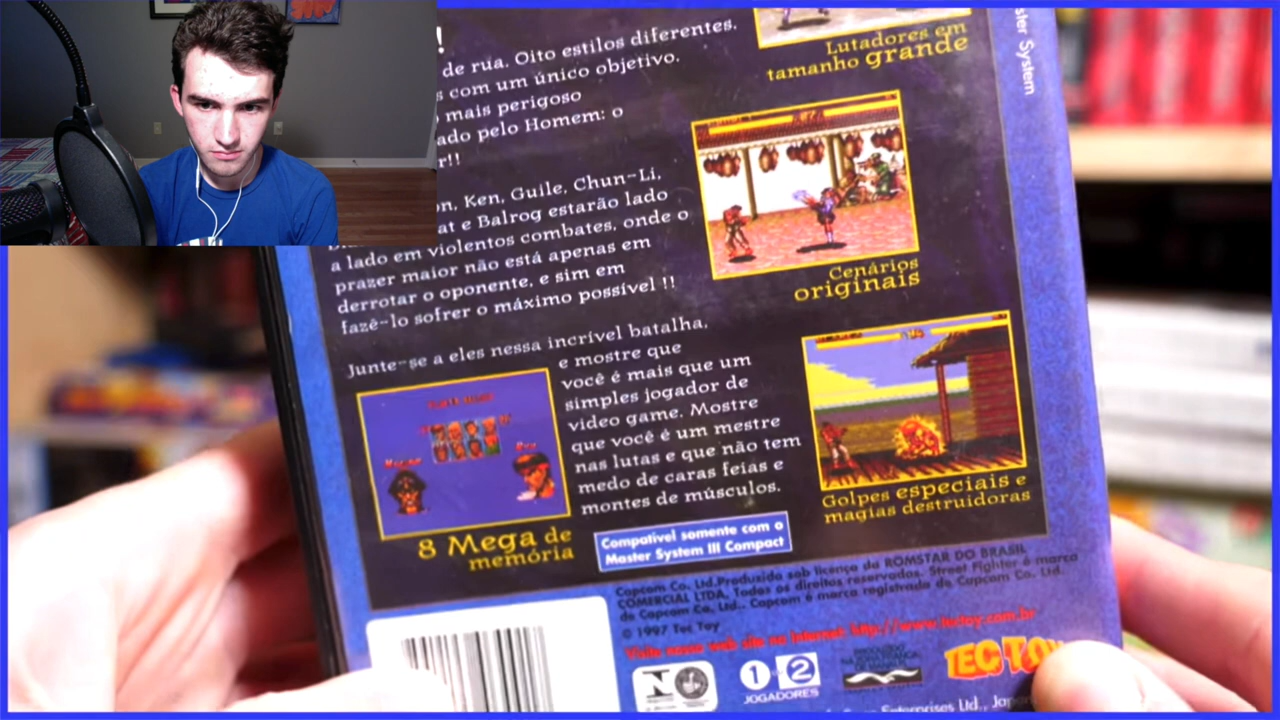 !
de rua. Oito estilos diferentes.
s com um único objetivo.
mais perigoso
ado pelo Homem: o
r!!
n, Ken, Guile, Chun-Li,
at e Balrog estarão lado
a lado em violentos combates, onde o
prazer maior não está apenas em
derrotar o oponente, e sim em
fazê-lo sofrer o máximo possível !!
Junte-se a eles nessa incrível batalha,
e mostre que
você é mais que um
simples jogador de
video game. Mostre
que você é um mestre
nas lutas e que não tem
medo de caras feias e
montes de músculos.
Lutadores em
tamanho grande
Cenários
originais
Golpes especiais e
magias destruidoras
8 Mega de
memória
Compatível somente com o
Master System III Compact
Capcom Co. Ltd.Produzido sob licença da ROMSTAR DO BRASIL
COMERCIAL LTDA. Todos os direitos reservados. Street Fighter é marca
de Capcom Co, Ltd.. Capcom é marca registrada de Capcom Co. Ltd.
© 1997 Tec Toy
Visite nosso web site na Internet: http://www.tectoy.com.br
N
1 2
JOGADORES
TEC TOY
Enterprises Ltd., Japa
ster System